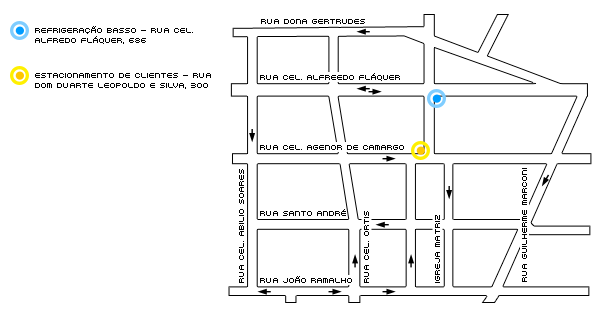 RUA DONA GERTRUDES
REFRIGERAÇÃO BASSO - RUA CEL.
ALFREDO FLÁQUER, 686
ESTACIONAMENTO DE CLIENTES - RUA
DOM DUARTE LEOPOLDO E SILVA, 300
RUA CEL. ALFREEDO FLÁQUER
RUA CEL. AGENOR DE CAMARGO
RUA CEL. ABILIO SOARES
RUA SANTO ANDRÉ
RUA CEL. ORTIS
IGREJA MATRIZ
RUA GUILHERME MARCONI
RUA JOÃO RAMALHO